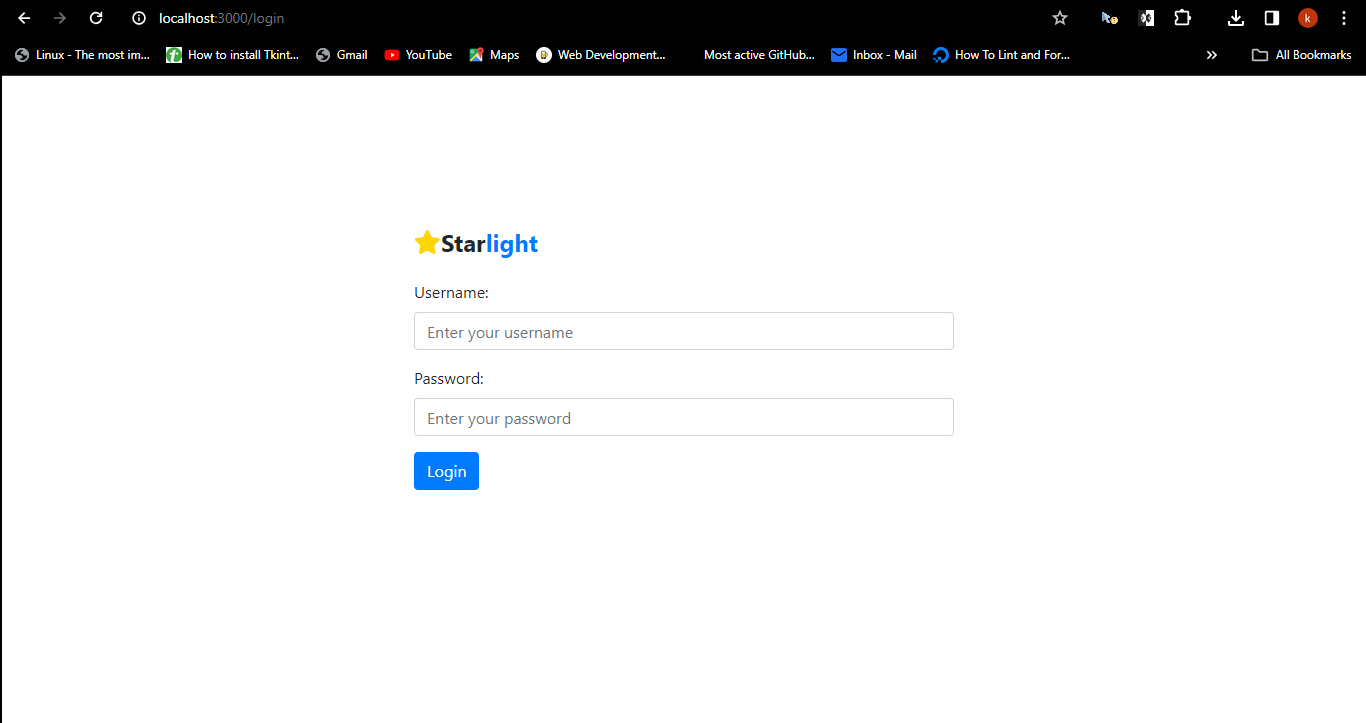 localhost:3000/login
k
Linux - The most im... How to install Tkint... Gmail YouTube Maps Web Development... Most active GitHub... Inbox - Mail How To Lint and For... » All Bookmarks
Starlight
Username:
Enter your username
Password:
Enter your password
Login